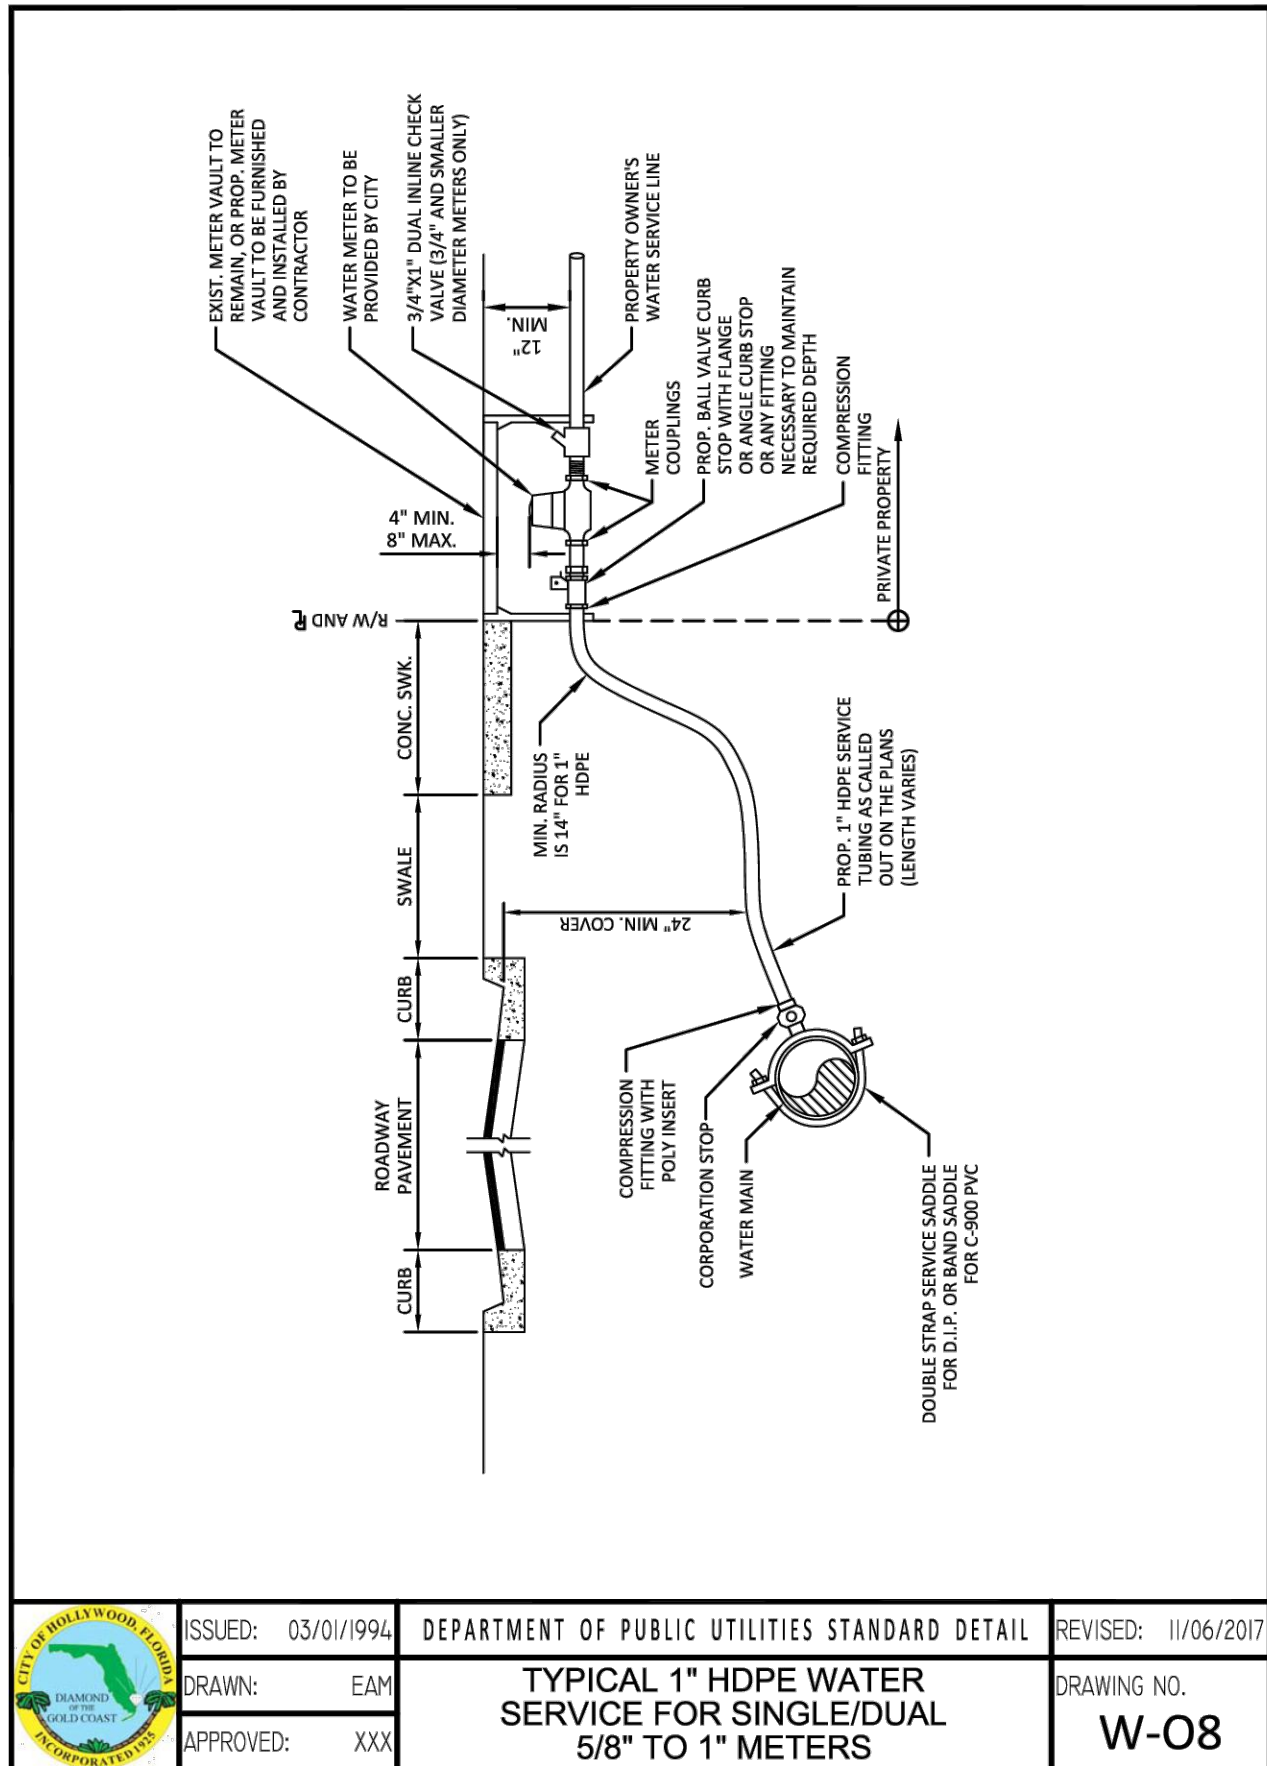 EXIST. METER VAULT TO
REMAIN, OR PROP. METER
VAULT TO BE FURNISHED
AND INSTALLED BY
CONTRACTOR
WATER METER TO BE
PROVIDED BY CITY
3/4"X1" DUAL INLINE CHECK
VALVE (3/4" AND SMALLER
DIAMETER METERS ONLY)
12"
MIN.
PROPERTY OWNER'S
WATER SERVICE LINE
4" MIN.
8" MAX.
METER
COUPLINGS
PROP. BALL VALVE CURB
STOP WITH FLANGE
OR ANGLE CURB STOP
OR ANY FITTING
NECESSARY TO MAINTAIN
REQUIRED DEPTH
COMPRESSION
FITTING
PRIVATE PROPERTY
R/W AND PL
CONC. SWK.
SWALE
CURB
ROADWAY
PAVEMENT
CURB
MIN. RADIUS
IS 14" FOR 1"
HDPE
24" MIN. COVER
PROP. 1" HDPE SERVICE
TUBING AS CALLED
OUT ON THE PLANS
(LENGTH VARIES)
COMPRESSION
FITTING WITH
POLY INSERT
CORPORATION STOP
WATER MAIN
DOUBLE STRAP SERVICE SADDLE
FOR D.I.P. OR BAND SADDLE
FOR C-900 PVC
CITY OF HOLLYWOOD, FLORIDA
DIAMOND
OF THE
GOLD COAST
INCORPORATED 1925
ISSUED: 03/01/1994
DRAWN: EAM
APPROVED: XXX
DEPARTMENT OF PUBLIC UTILITIES STANDARD DETAIL
TYPICAL 1" HDPE WATER
SERVICE FOR SINGLE/DUAL
5/8" TO 1" METERS
REVISED: 11/06/2017
DRAWING NO.
W-08